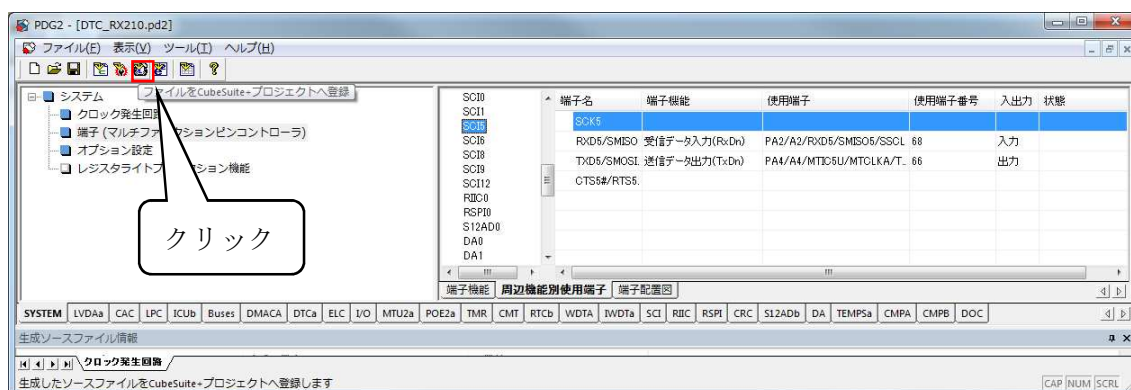 PDG2 - [DTC_RX210.pd2]
ファイル(F) 表示(V) ツール(T) ヘルプ(H)
ファイルをCubeSuite+プロジェクトへ登録
システム
クロック発生回路
端子 (マルチファンクションピンコントローラ)
オプション設定
レジスタライトプ ション機能
クリック
SCI0
SCI1
SCI5
SCI6
SCI8
SCI9
SCI12
RIIC0
RSPI0
S12AD0
DA0
DA1
端子名 端子機能 使用端子 使用端子番号 入出力 状態
SCK5
RXD5/SMISO 受信データ入力(RxDn) PA2/A2/RXD5/SMISO5/SSCL 68 入力
TXD5/SMOSI. 送信データ出力(TxDn) PA4/A4/MTIC5U/MTCLKA/T.. 66 出力
CTS5#/RTS5.
端子機能 周辺機能別使用端子 端子配置図
SYSTEM LVDAa CAC LPC ICUb Buses DMACA DTCa ELC I/O MTU2a POE2a TMR CMT RTCb WDTA IWDTa SCI RIIC RSPI CRC S12ADb DA TEMPSa CMPA CMPB DOC
生成ソースファイル情報
クロック発生回路
生成したソースファイルをCubeSuite+プロジェクトへ登録します
CAP NUM SCRL